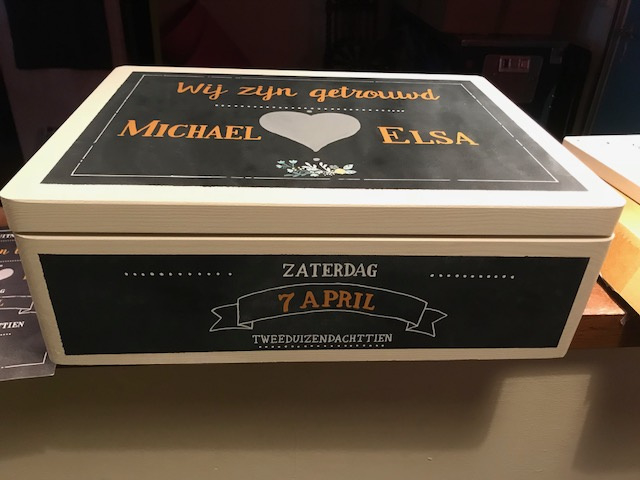 Wij zijn getrouwd
MICHAEL ELSA
ZATERDAG
7 APRIL
TWEEDUIZENDACHTTIEN